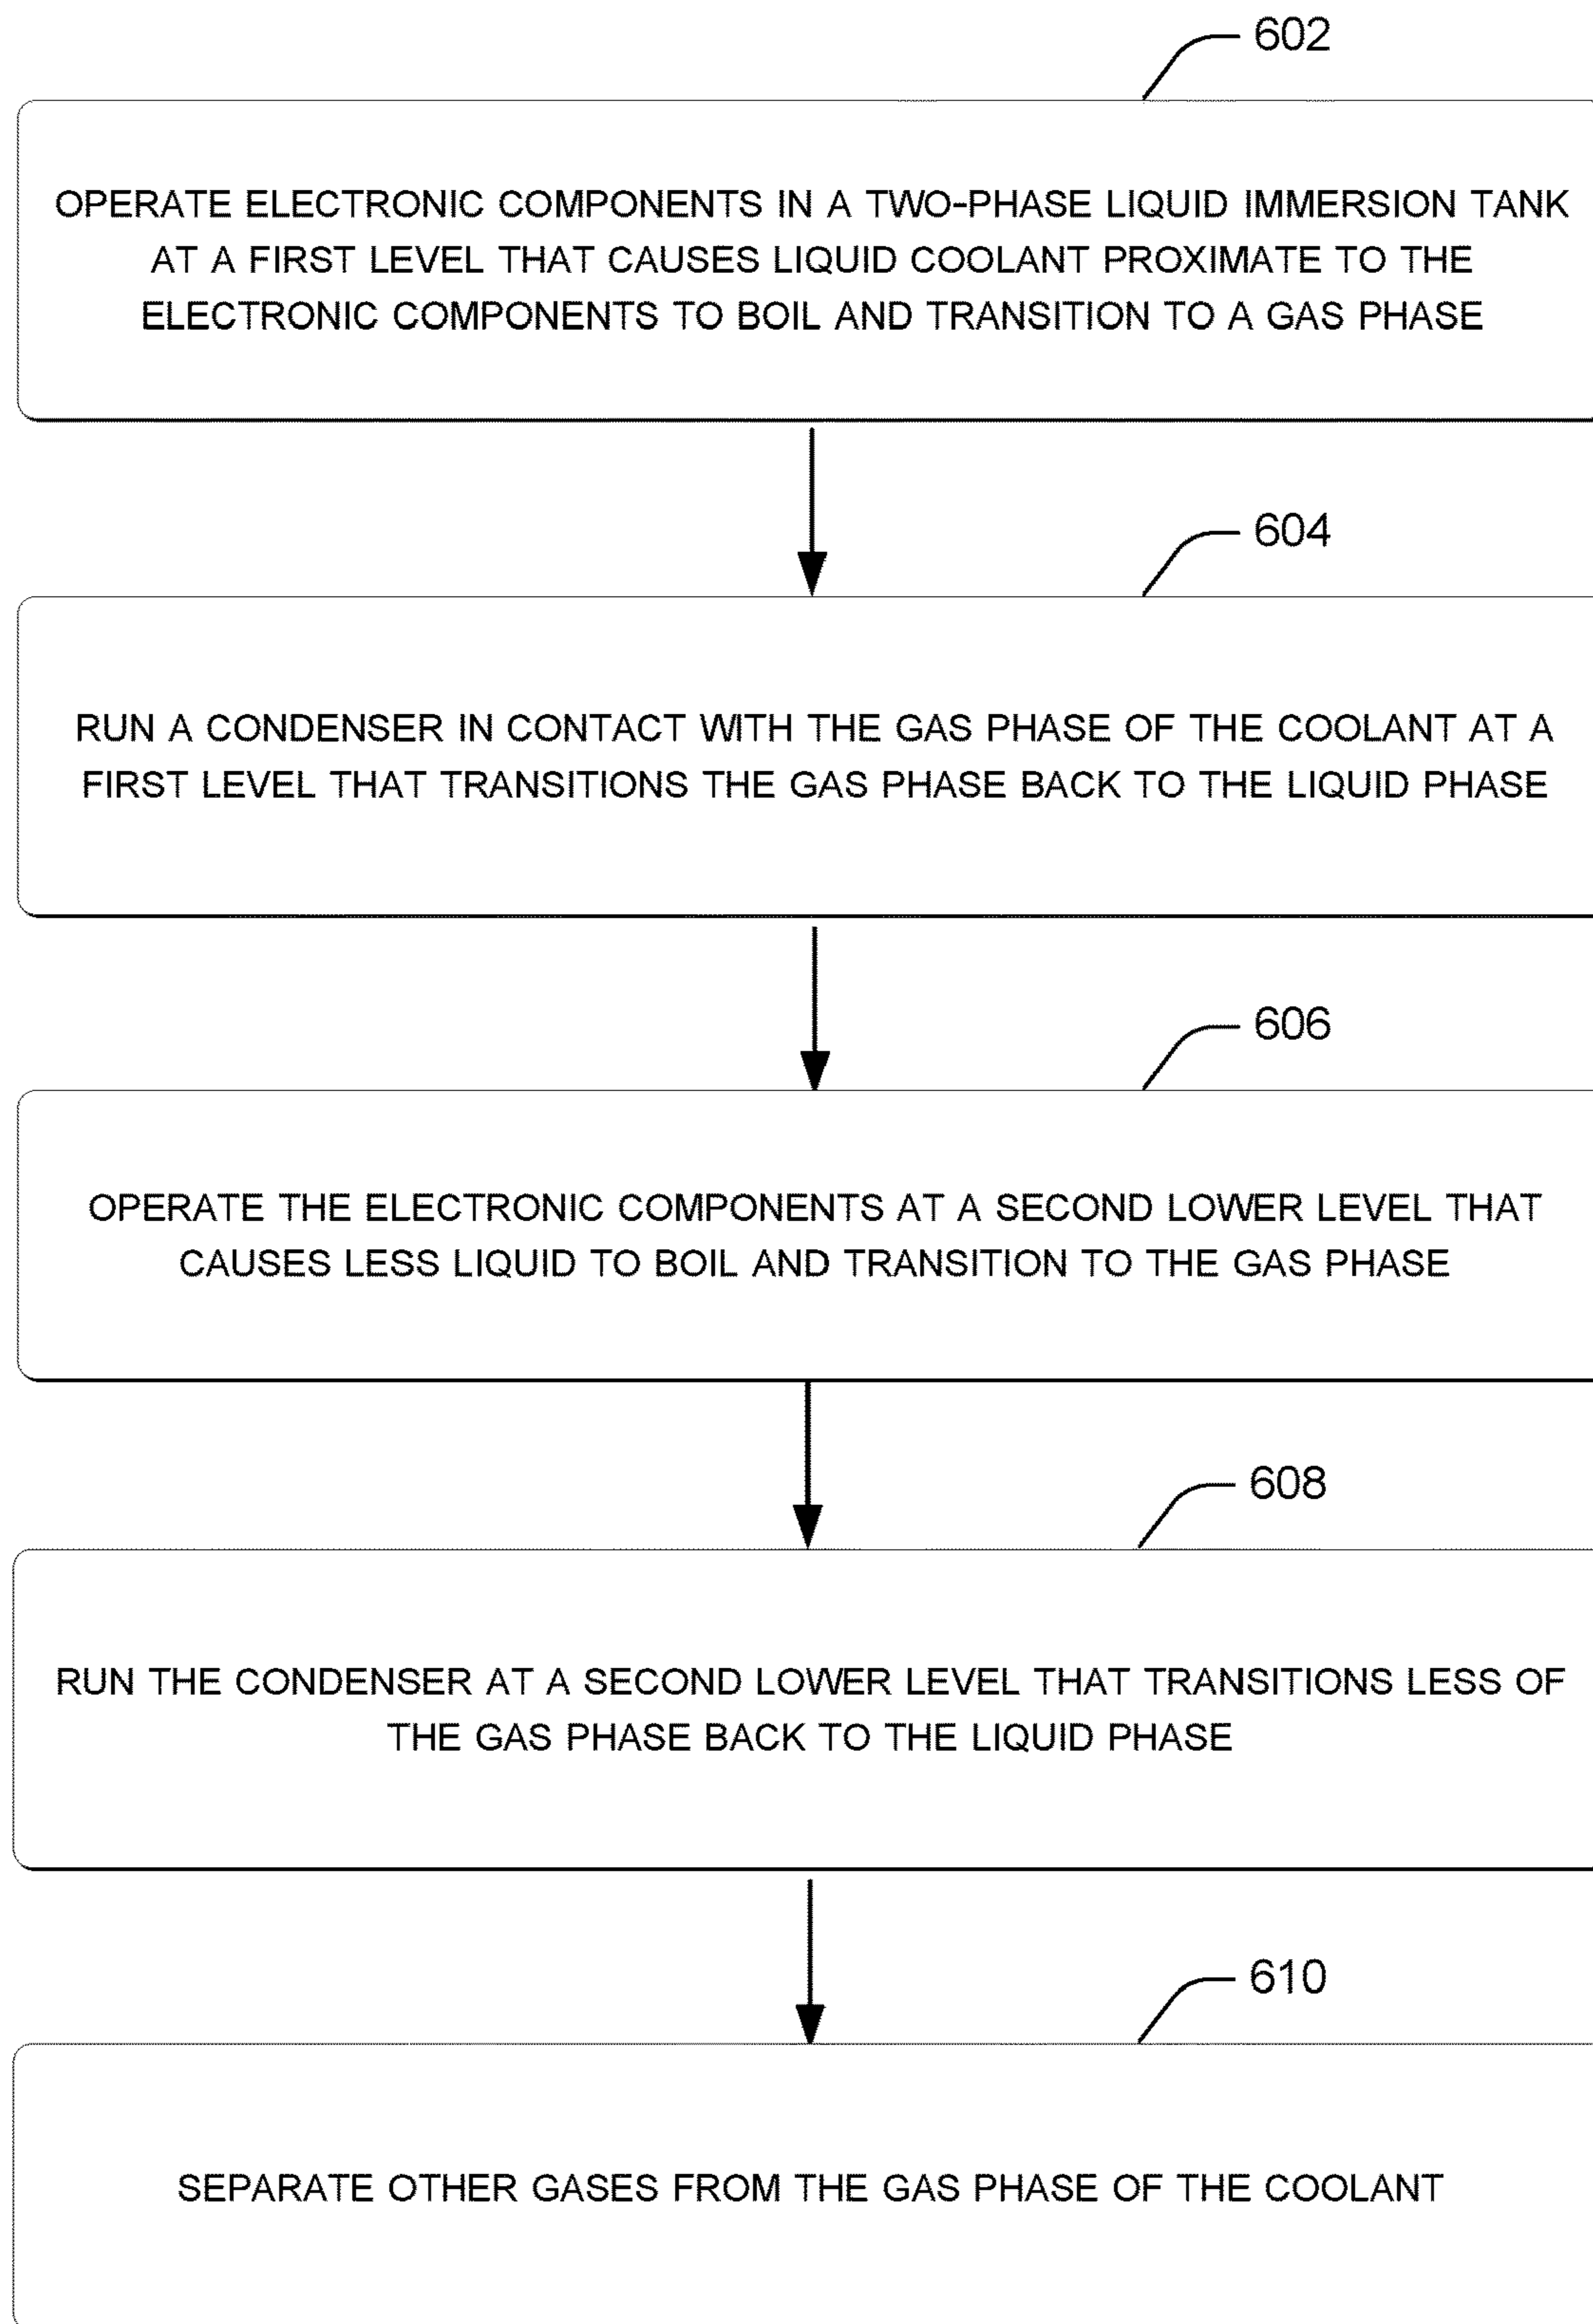 602
OPERATE ELECTRONIC COMPONENTS IN A TWO-PHASE LIQUID IMMERSION TANK
AT A FIRST LEVEL THAT CAUSES LIQUID COOLANT PROXIMATE TO THE
ELECTRONIC COMPONENTS TO BOIL AND TRANSITION TO A GAS PHASE
604
RUN A CONDENSER IN CONTACT WITH THE GAS PHASE OF THE COOLANT AT A
FIRST LEVEL THAT TRANSITIONS THE GAS PHASE BACK TO THE LIQUID PHASE
606
OPERATE THE ELECTRONIC COMPONENTS AT A SECOND LOWER LEVEL THAT
CAUSES LESS LIQUID TO BOIL AND TRANSITION TO THE GAS PHASE
608
RUN THE CONDENSER AT A SECOND LOWER LEVEL THAT TRANSITIONS LESS OF
THE GAS PHASE BACK TO THE LIQUID PHASE
610
SEPARATE OTHER GASES FROM THE GAS PHASE OF THE COOLANT